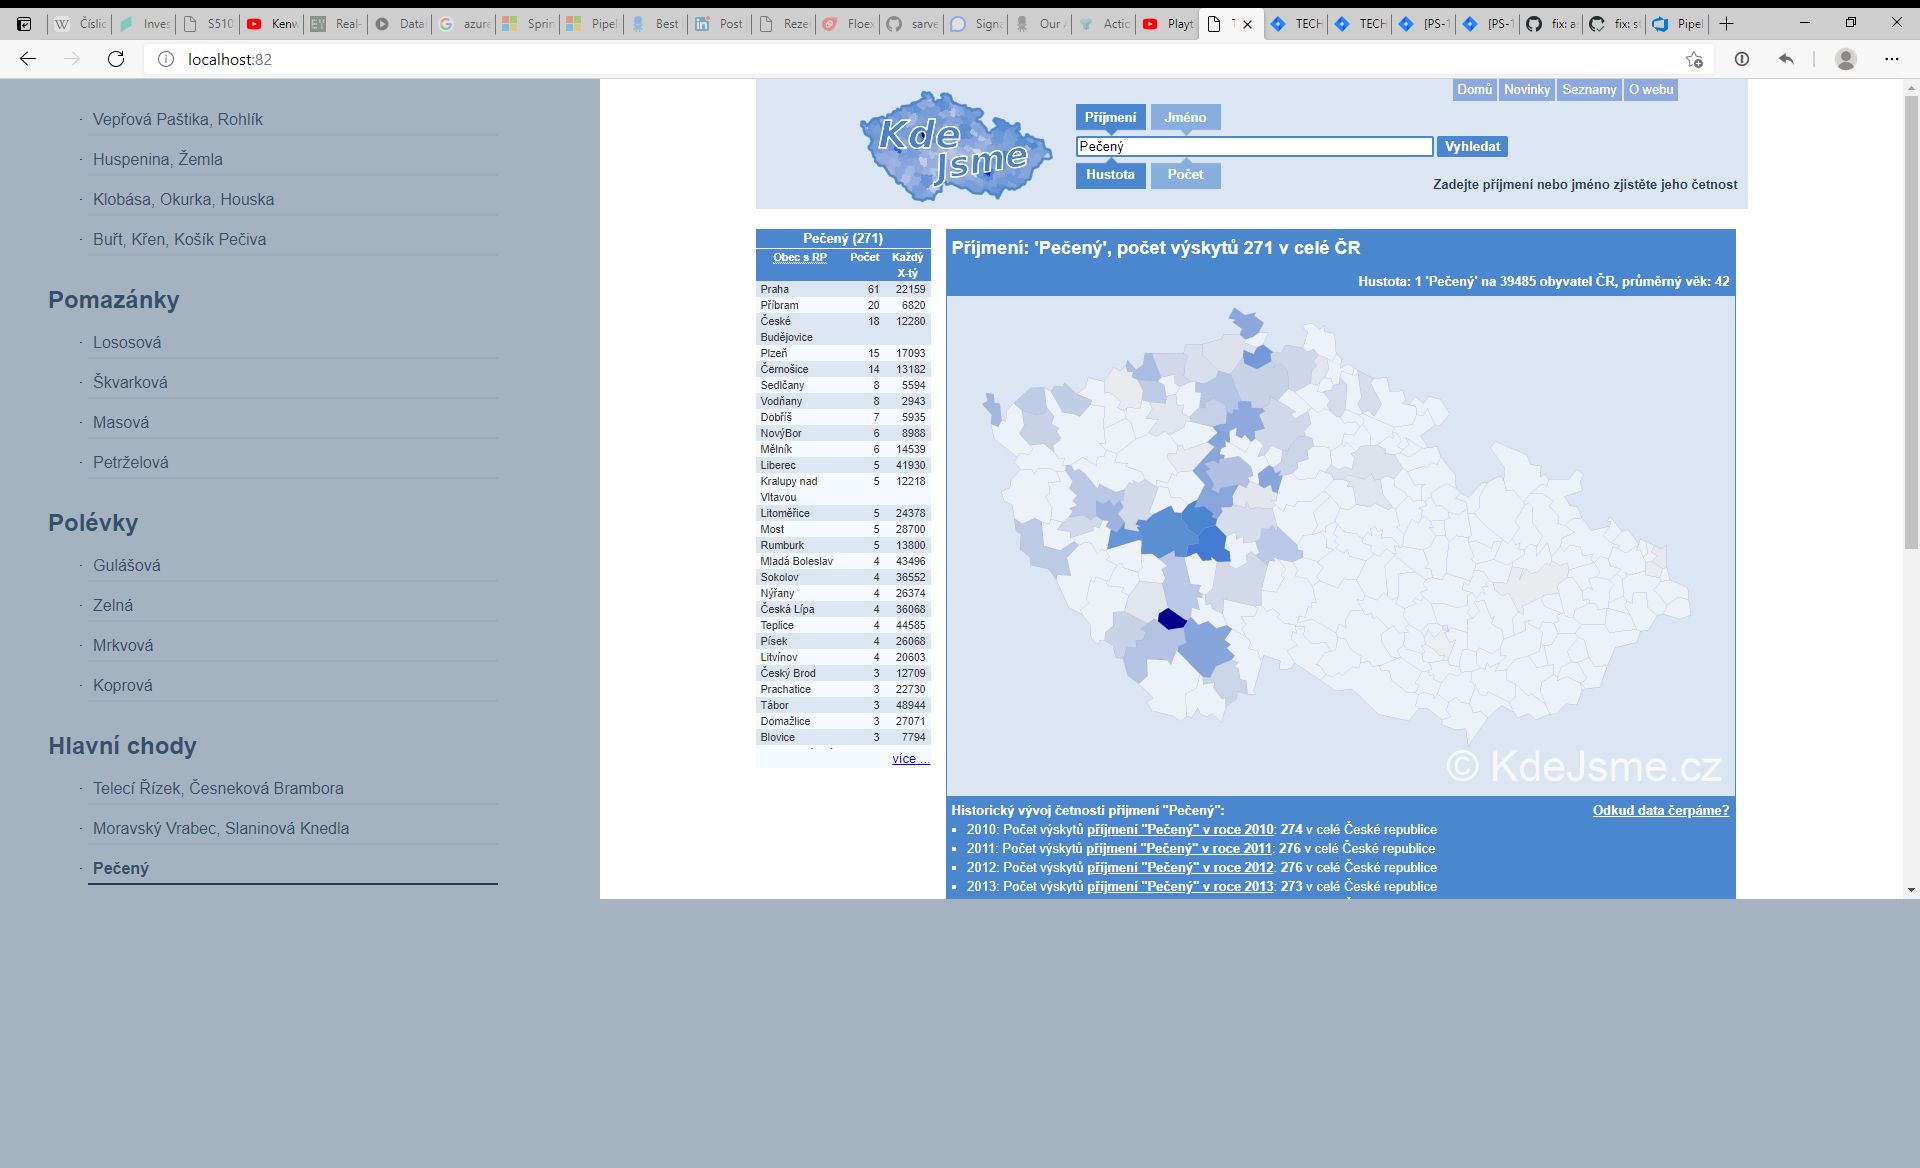 Číslic
Inves
S510
Kenw
Real-
Data
azure
Sprin
Pipel
Best
Post
Reze
Floex
sarve
Signa
Our A
Actio
Playt
TECH
TECH
[PS-1
[PS-1
fix: a
fix: st
Pipel
localhost:82
· Vepřová Paštika, Rohlík
· Huspenina, Žemla
· Klobása, Okurka, Houska
· Buřt, Křen, Košík Pečiva
Pomazánky
· Lososová
· Škvarková
· Masová
· Petrželová
Polévky
· Gulášová
· Zelná
· Mrkvová
· Koprová
Hlavní chody
· Telecí Řízek, Česneková Brambora
· Moravský Vrabec, Slaninová Knedla
· Pečený
Domů Novinky Seznamy O webu
Kde
Jsme
Příjmení Jméno
Pečený Vyhledat
Hustota Počet
Zadejte příjmení nebo jméno zjistěte jeho četnost
Pečený (271)
Obec s RP Počet Každý
X-tý
Praha 61 22159
Příbram 20 6820
České 18 12280
Budějovice
Plzeň 15 17093
Černošice 14 13182
Sedlčany 8 5594
Vodňany 8 2943
Dobříš 7 5935
NovýBor 6 8988
Mělník 6 14539
Liberec 5 41930
Kralupy nad 5 12218
Vltavou
Litoměřice 5 24378
Most 5 28700
Rumburk 5 13800
Mladá Boleslav 4 43496
Sokolov 4 36552
Nýřany 4 26374
Česká Lípa 4 36068
Teplice 4 44585
Písek 4 26068
Litvínov 4 20603
Český Brod 3 12709
Prachatice 3 22730
Tábor 3 48944
Domažlice 3 27071
Blovice 3 7794
více ...
Příjmení: 'Pečený', počet výskytů 271 v celé ČR
Hustota: 1 'Pečený' na 39485 obyvatel ČR, průměrný věk: 42
© KdeJsme.cz
Historický vývoj četnosti příjmení "Pečený": Odkud data čerpáme?
▪ 2010: Počet výskytů příjmení "Pečený" v roce 2010: 274 v celé České republice
▪ 2011: Počet výskytů příjmení "Pečený" v roce 2011: 276 v celé České republice
▪ 2012: Počet výskytů příjmení "Pečený" v roce 2012: 276 v celé České republice
▪ 2013: Počet výskytů příjmení "Pečený" v roce 2013: 273 v celé České republice